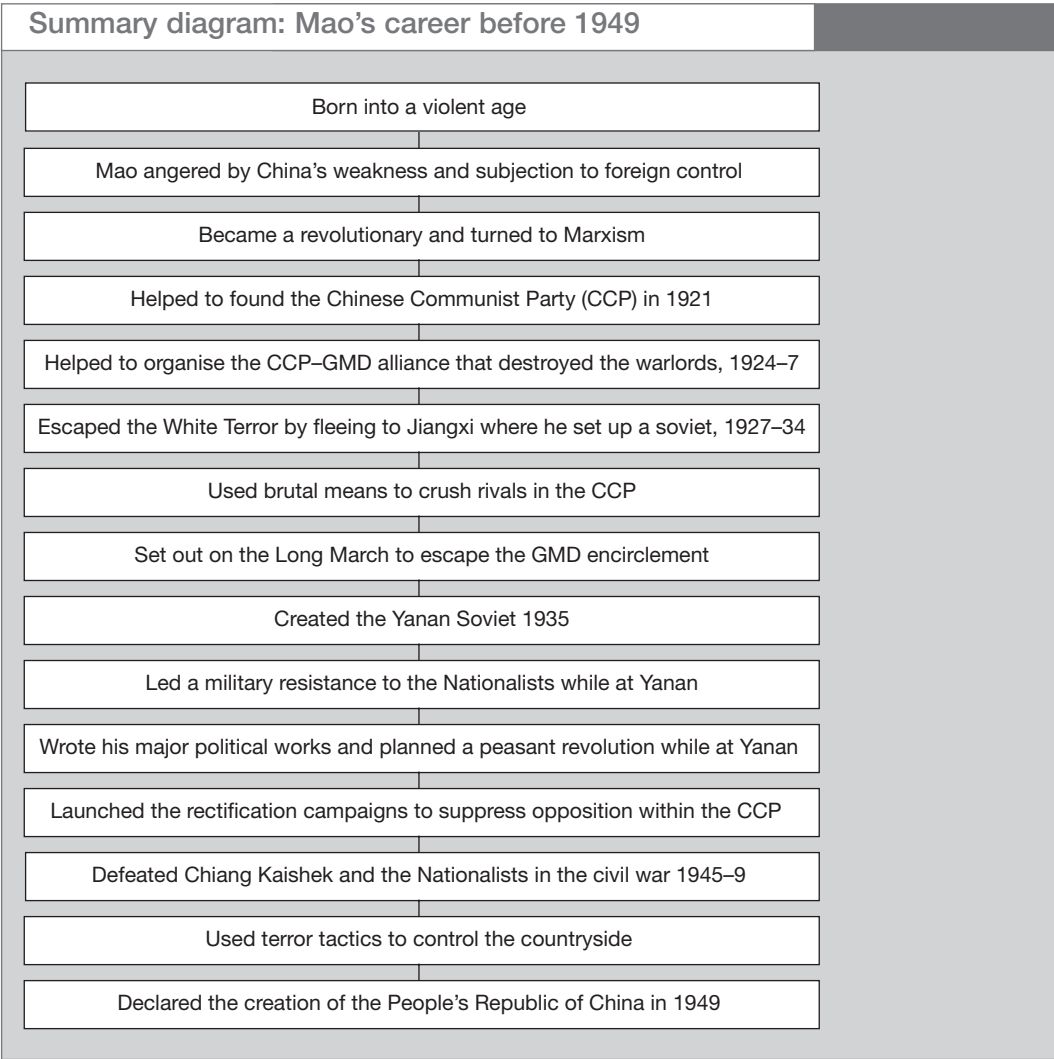 Summary diagram: Mao’s career before 1949
Born into a violent age
Mao angered by China’s weakness and subjection to foreign control
Became a revolutionary and turned to Marxism
Helped to found the Chinese Communist Party (CCP) in 1921
Helped to organise the CCP–GMD alliance that destroyed the warlords, 1924–7
Escaped the White Terror by fleeing to Jiangxi where he set up a soviet, 1927–34
Used brutal means to crush rivals in the CCP
Set out on the Long March to escape the GMD encirclement
Created the Yanan Soviet 1935
Led a military resistance to the Nationalists while at Yanan
Wrote his major political works and planned a peasant revolution while at Yanan
Launched the rectification campaigns to suppress opposition within the CCP
Defeated Chiang Kaishek and the Nationalists in the civil war 1945–9
Used terror tactics to control the countryside
Declared the creation of the People’s Republic of China in 1949